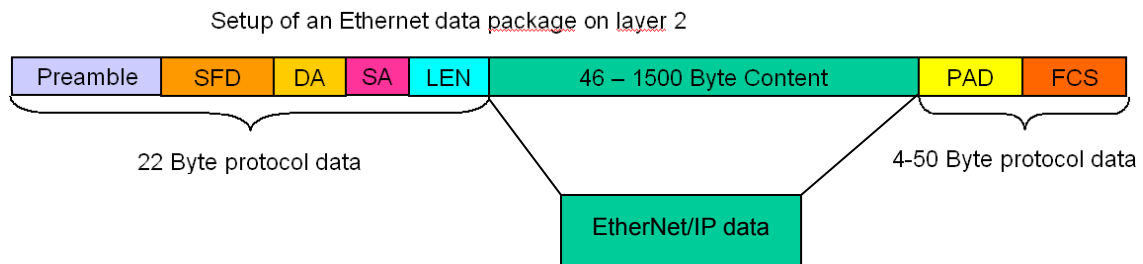 Setup of an Ethernet data package on layer 2
Preamble SFD DA SA LEN 46 – 1500 Byte Content PAD FCS
22 Byte protocol data
4-50 Byte protocol data
EtherNet/IP data